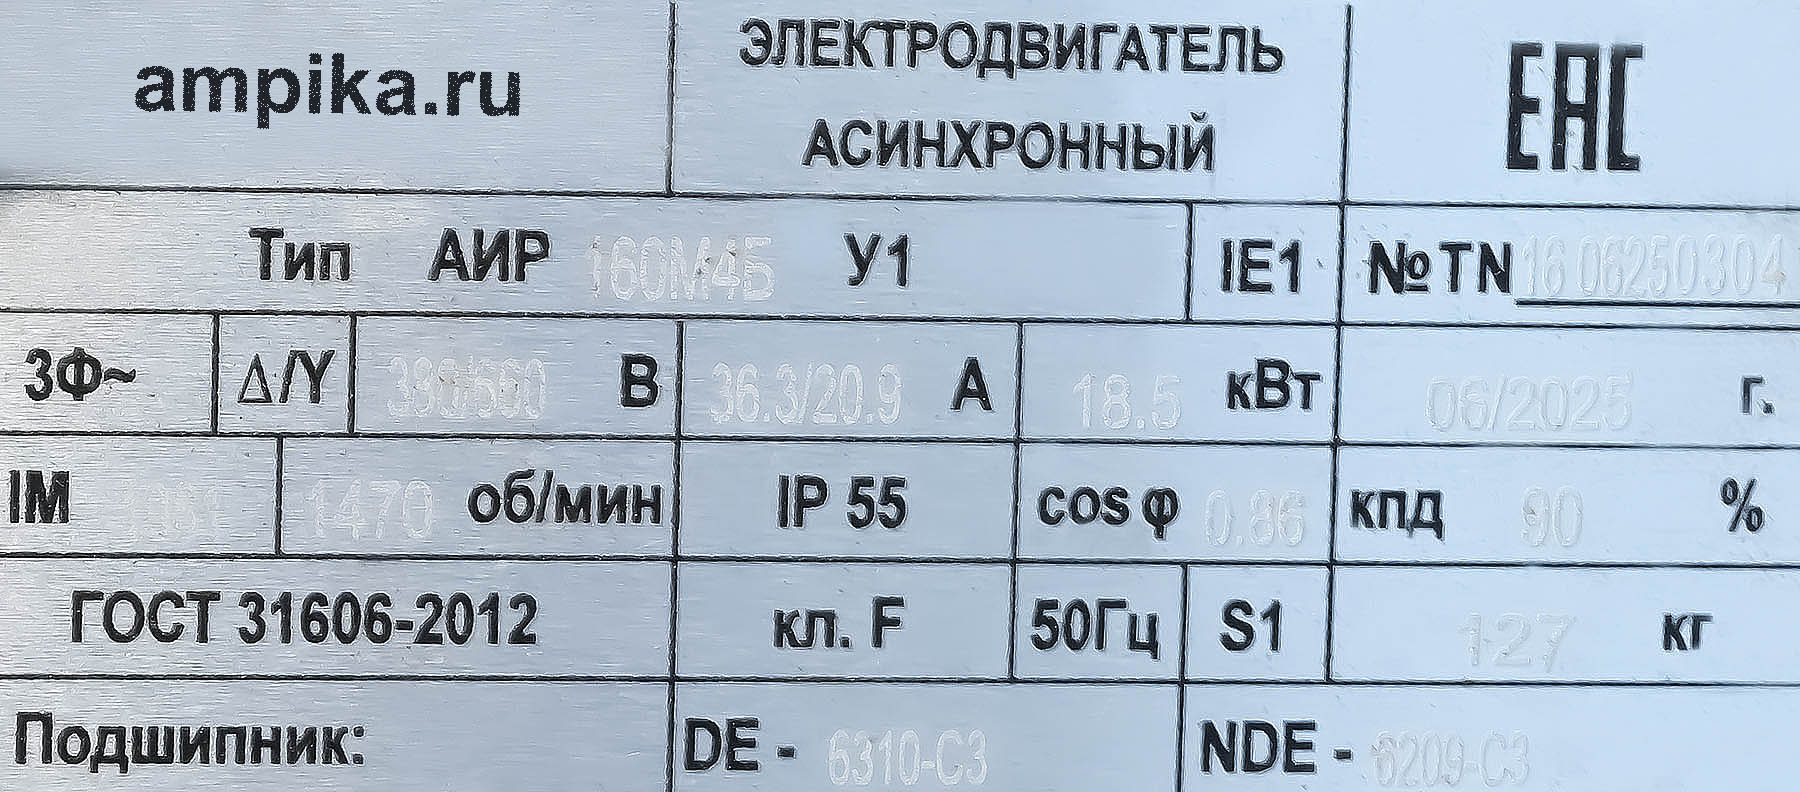 ampika.ru
ЭЛЕКТРОДВИГАТЕЛЬ
АСИНХРОННЫЙ
ЕАС
Тип АИР 160М4Б У1 IE1 №TN 16 06250304
3Ф~ Δ/Y 380/660 В 36.3/20.9 А 18.5 кВт 06/2025 г.
IM 1470 об/мин IP 55 cos φ 0.86 кпд 90 %
ГОСТ 31606-2012 кл. F 50Гц S1 127 кг
Подшипник: DE - 6310-C3 NDE - 6209-C3